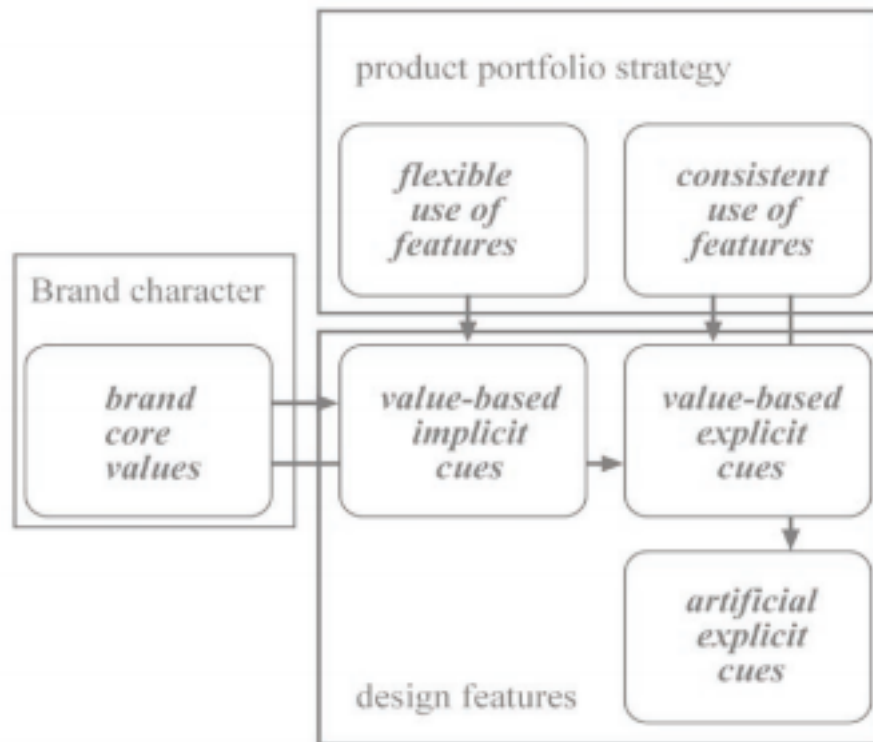 product portfolio strategy
flexible
use of
features
consistent
use of
features
Brand character
brand
core
values
value-based
implicit
cues
value-based
explicit
cues
artificial
explicit
cues
design features